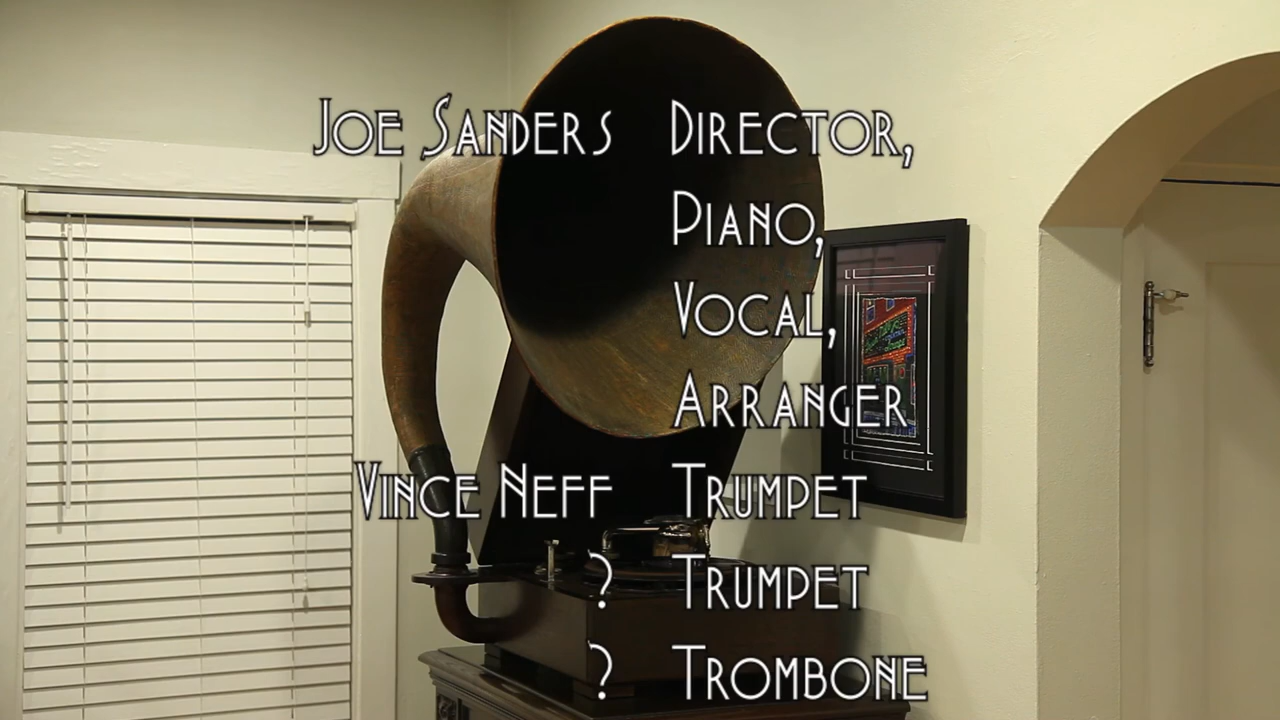 Joe Sanders Director,
Piano,
Vocal,
Arranger
Vince Neff Trumpet
? Trumpet
? Trombone